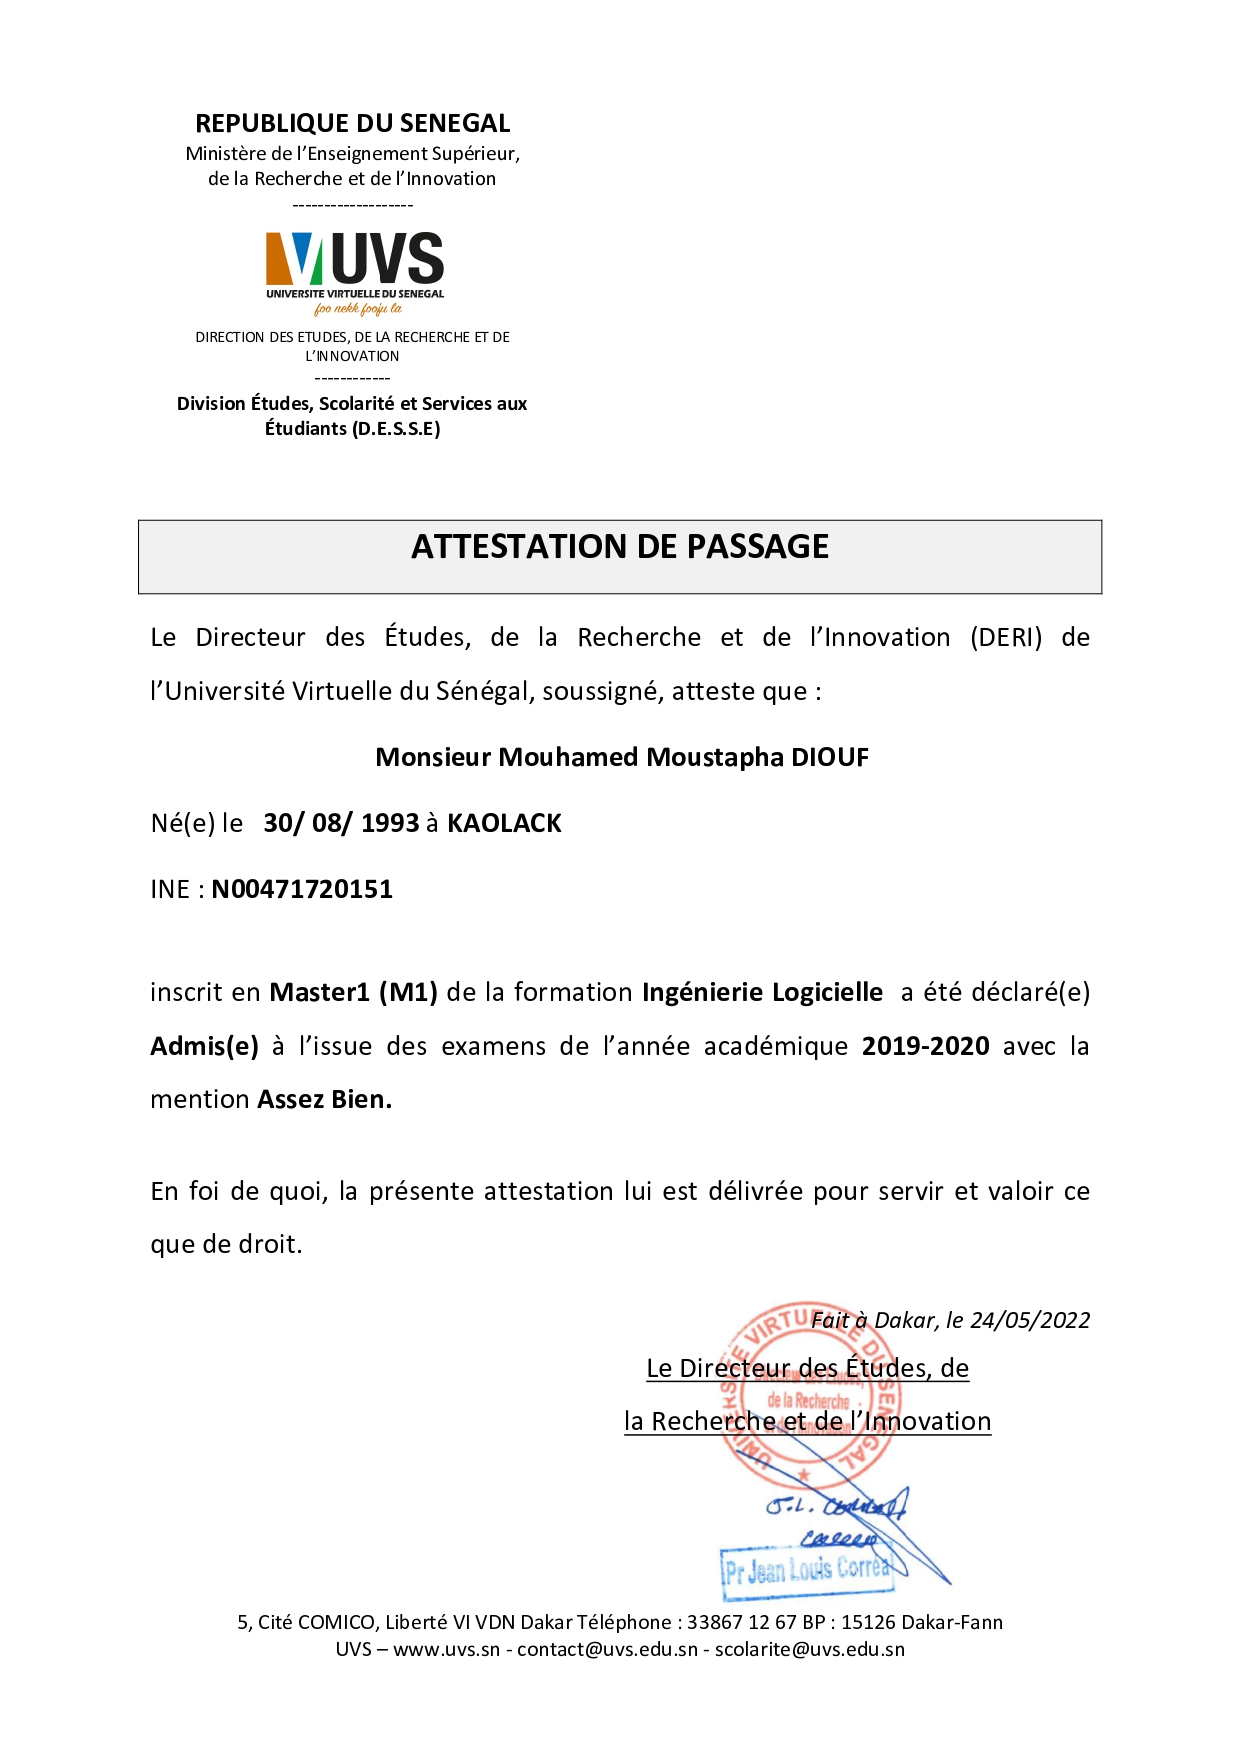 REPUBLIQUE DU SENEGAL
Ministère de l’Enseignement Supérieur,
de la Recherche et de l’Innovation
-------------------
UVS
UNIVERSITE VIRTUELLE DU SENEGAL
foo nekk fooju la
DIRECTION DES ETUDES, DE LA RECHERCHE ET DE
L’INNOVATION
------------
Division Études, Scolarité et Services aux
Étudiants (D.E.S.S.E)
ATTESTATION DE PASSAGE
Le Directeur des Études, de la Recherche et de l’Innovation (DERI) de
l’Université Virtuelle du Sénégal, soussigné, atteste que :
Monsieur Mouhamed Moustapha DIOUF
Né(e) le 30/ 08/ 1993 à KAOLACK
INE : N00471720151
inscrit en Master1 (M1) de la formation Ingénierie Logicielle a été déclaré(e)
Admis(e) à l’issue des examens de l’année académique 2019-2020 avec la
mention Assez Bien.
En foi de quoi, la présente attestation lui est délivrée pour servir et valoir ce
que de droit.
Fait à Dakar, le 24/05/2022
Le Directeur des Études, de
la Recherche et de l’Innovation
UNIVERSITE VIRTUELLE DU SENEGAL
Directeur des Etudes,
de la Recherche
et de l'Innovation
J.L.
Pr Jean Louis Corréa
5, Cité COMICO, Liberté VI VDN Dakar Téléphone : 33867 12 67 BP : 15126 Dakar-Fann
UVS – www.uvs.sn - contact@uvs.edu.sn - scolarite@uvs.edu.sn